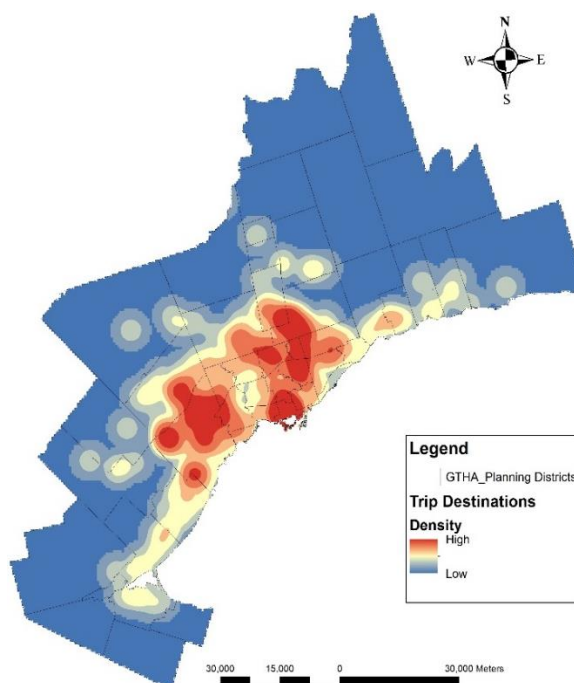 N
W E
S
Legend
GTHA_Planning Districts
Trip Destinations
Density
High
Low
30,000 15,000 0 30,000 Meters